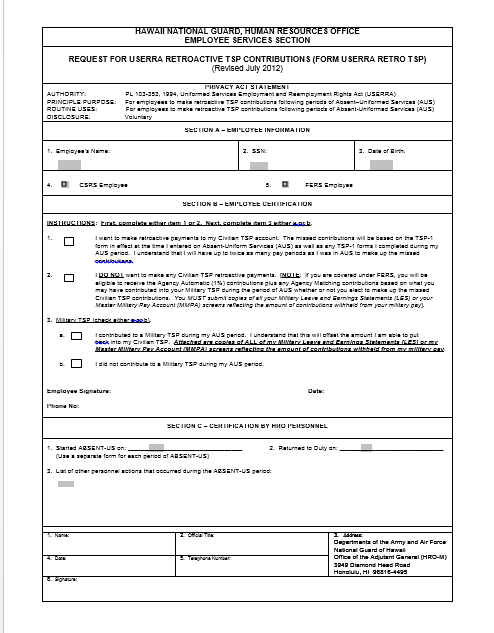 HAWAII NATIONAL GUARD, HUMAN RESOURCES OFFICE
EMPLOYEE SERVICES SECTION
REQUEST FOR USERRA RETROACTIVE TSP CONTRIBUTIONS (FORM USERRA RETRO TSP)
(Revised July 2012)
PRIVACY ACT STATEMENT
AUTHORITY: PL 103-353, 1994, Uniformed Services Employment and Reemployment Rights Act (USERRA)
PRINCIPLE PURPOSE: For employees to make retroactive TSP contributions following periods of Absent-Uniformed Services (AUS)
ROUTINE USES: For employees to make retroactive TSP contributions following periods of Absent-Uniformed Services (AUS)
DISCLOSURE: Voluntary
SECTION A – EMPLOYEE INFORMATION
1. Employee's Name: 2. SSN: 3. Date of Birth:
4. CSRS Employee 5. FERS Employee
SECTION B – EMPLOYEE CERTIFICATION
INSTRUCTIONS: First, complete either item 1 or 2. Next, complete item 3 either a or b.
1. I want to make retroactive payments to my Civilian TSP account. The missed contributions will be based on the TSP-1
form in effect at the time I entered on Absent-Uniform Services (AUS) as well as any TSP-1 forms I completed during my
AUS period. I understand that I will have up to twice as many pay periods as I was in AUS to make up the missed
contributions.
2. I DO NOT want to make any Civilian TSP retroactive payments. (NOTE: If you are covered under FERS, you will be
eligible to receive the Agency Automatic (1%) contributions plus any Agency Matching contributions based on what you
may have contributed into your Military TSP during the period of AUS whether or not you elect to make up the missed
Civilian TSP contributions. You MUST submit copies of all your Military Leave and Earnings Statements (LES) or your
Master Military Pay Account (MMPA) screens reflecting the amount of contributions withheld from your military pay).
3. Military TSP (check either a or b).
a. I contributed to a Military TSP during my AUS period. I understand that this will offset the amount I am able to put
back into my Civilian TSP. Attached are copies of ALL of my Military Leave and Earnings Statements (LES) or my
Master Military Pay Account (MMPA) screens reflecting the amount of contributions withheld from my military pay.
b. I did not contribute to a Military TSP during my AUS period.
Employee Signature: Date:
Phone No:
SECTION C – CERTIFICATION BY HRO PERSONNEL
1. Started ABSENT-US on: 2. Returned to Duty on:
(Use a separate form for each period of ABSENT-US)
3. List of other personnel actions that occurred during the ABSENT-US period:
1. Name: 2. Official Title: 3. Address:
Departments of the Army and Air Force
National Guard of Hawaii
4. Date: 5. Telephone Number: Office of the Adjutant General (HRO-M)
3949 Diamond Head Road
Honolulu, HI 96816-4495
6. Signature: